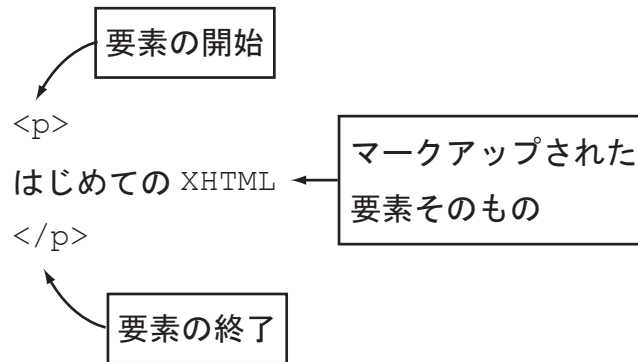 要素の開始
<p>
はじめての XHTML
マークアップされた
要素そのもの
</p>
要素の終了